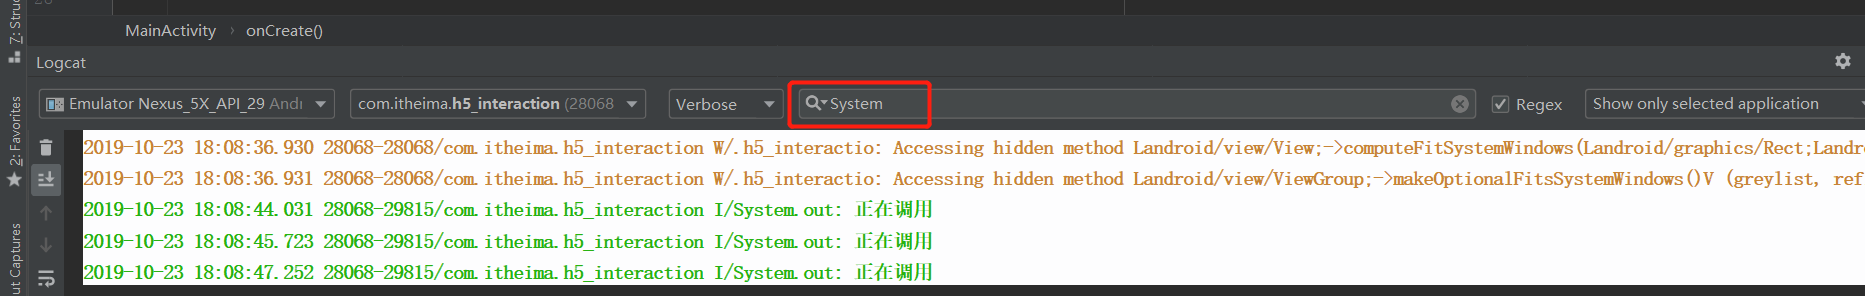 Z: Struc
MainActivity › onCreate()
Logcat
Emulator Nexus_5X_API_29 Andr
com.itheima.h5_interaction (28068
Verbose
System
Regex
Show only selected application
2: Favorites
ut Captures
2019-10-23 18:08:36.930 28068-28068/com.itheima.h5_interaction W/.h5_interactio: Accessing hidden method Landroid/view/View;->computeFitSystemWindows(Landroid/graphics/Rect;Landro
2019-10-23 18:08:36.931 28068-28068/com.itheima.h5_interaction W/.h5_interactio: Accessing hidden method Landroid/view/ViewGroup;->makeOptionalFitsSystemWindows()V (greylist, ref
2019-10-23 18:08:44.031 28068-29815/com.itheima.h5_interaction I/System.out: 正在调用
2019-10-23 18:08:45.723 28068-29815/com.itheima.h5_interaction I/System.out: 正在调用
2019-10-23 18:08:47.252 28068-29815/com.itheima.h5_interaction I/System.out: 正在调用